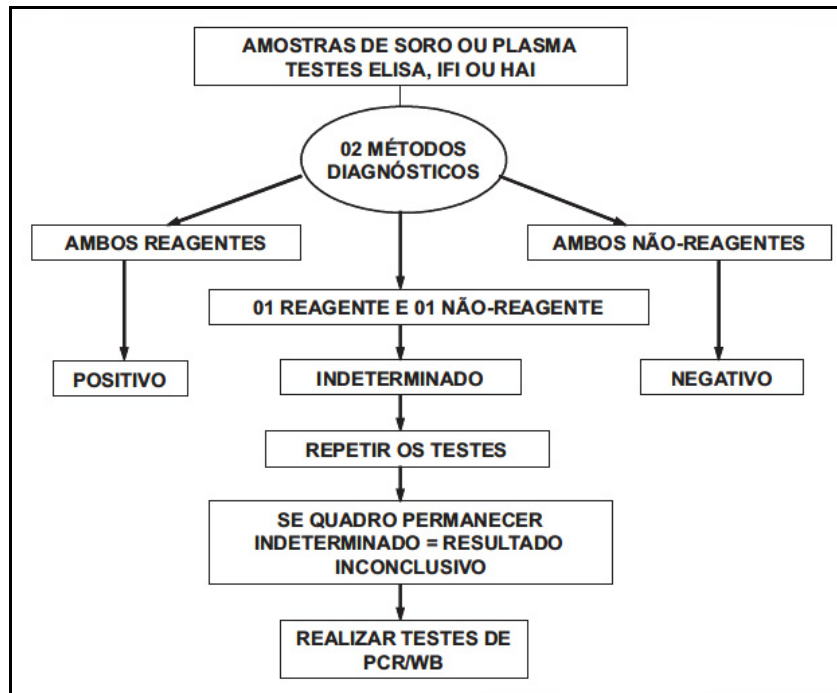 AMOSTRAS DE SORO OU PLASMA
TESTES ELISA, IFI OU HAI
02 MÉTODOS
DIAGNÓSTICOS
AMBOS REAGENTES
AMBOS NÃO-REAGENTES
01 REAGENTE E 01 NÃO-REAGENTE
POSITIVO
INDETERMINADO
NEGATIVO
REPETIR OS TESTES
SE QUADRO PERMANECER
INDETERMINADO = RESULTADO
INCONCLUSIVO
REALIZAR TESTES DE
PCR/WB